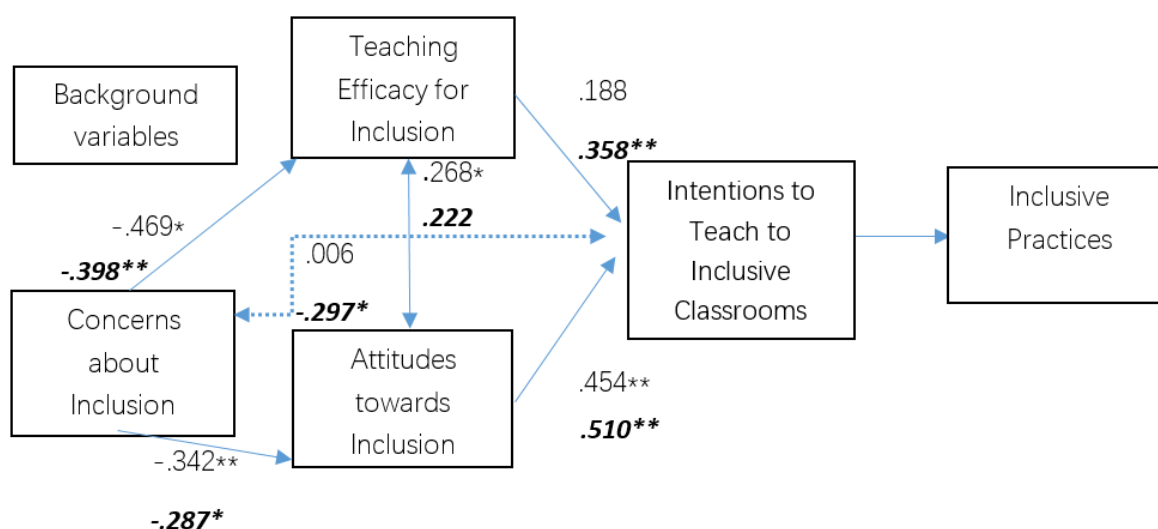 Background
variables
Teaching
Efficacy for
Inclusion
.188
.358**
-.469*
-.398**
.268*
.222
.006
-.297*
Concerns
about
Inclusion
Attitudes
towards
Inclusion
Intentions to
Teach to
Inclusive
Classrooms
Inclusive
Practices
.454**
.510**
-.342**
-.287*